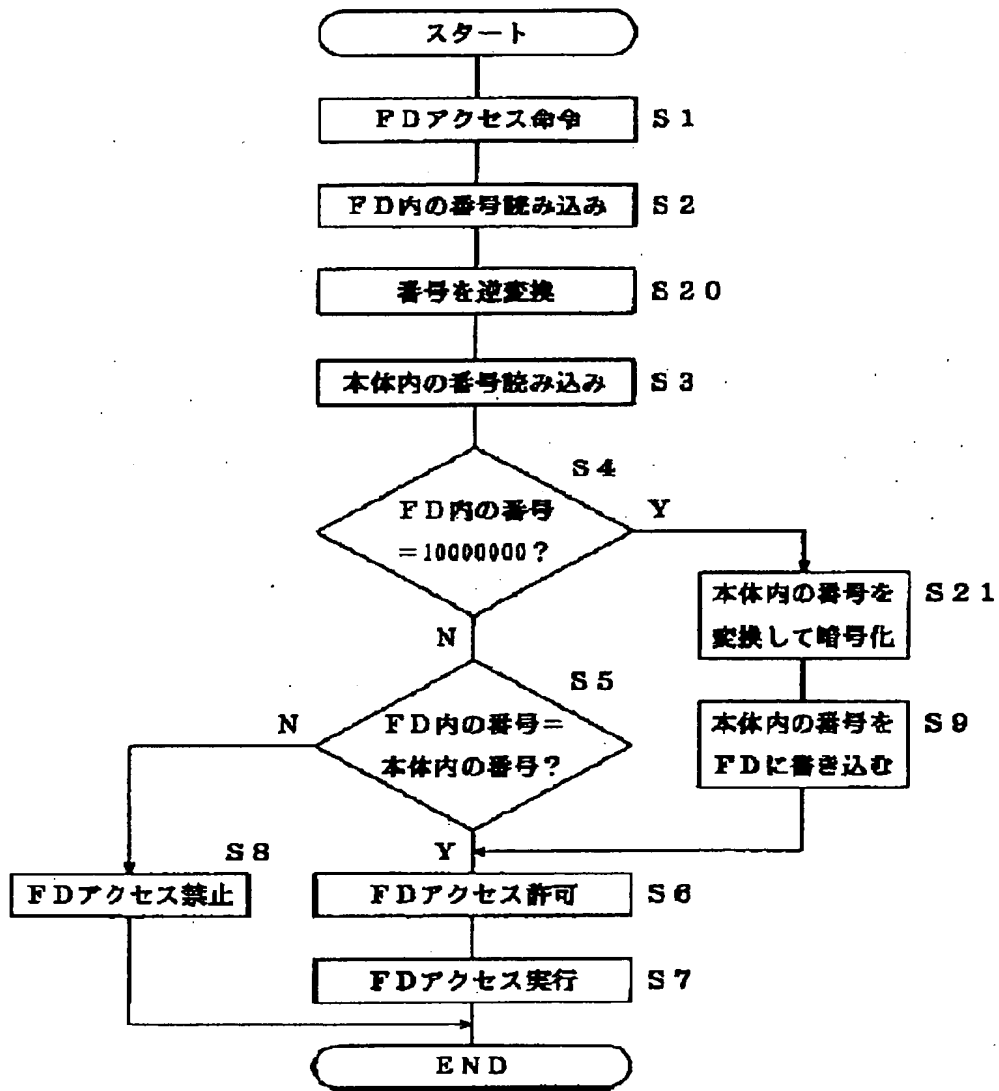 スタート
FDアクセス命令 S1
FD内の番号読み込み S2
番号を逆変換 S20
本体内の番号読み込み S3
S4
FD内の番号
=10000000?
Y
N
本体内の番号を
変換して暗号化
S21
S5
FD内の番号=
本体内の番号?
N
Y
本体内の番号を
FDに書き込む
S9
S8
FDアクセス禁止
FDアクセス許可 S6
FDアクセス実行 S7
END